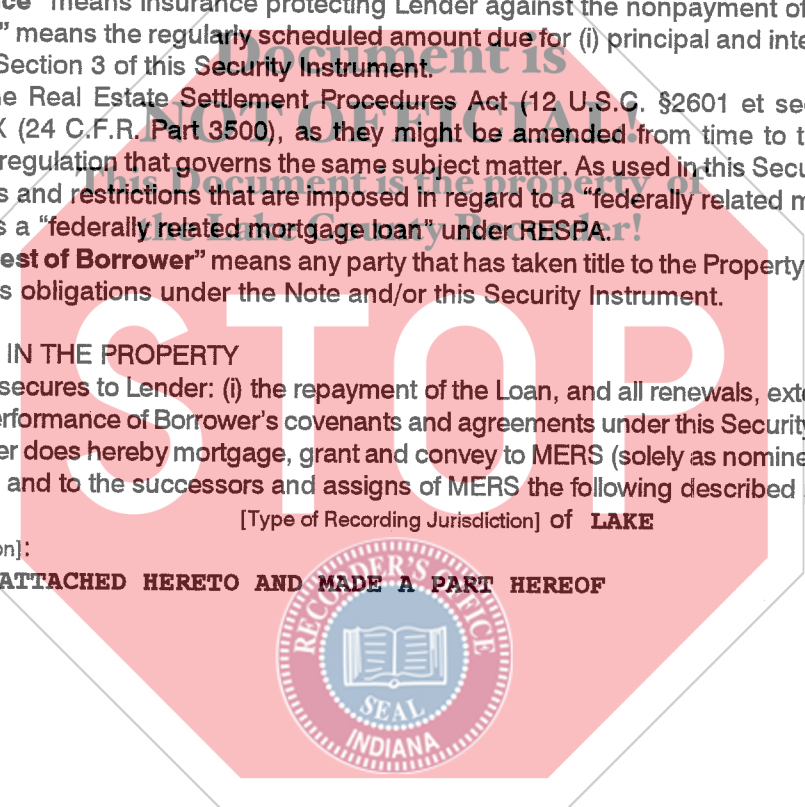 ce” means insurance protecting Lender against the nonpayment of
” means the regularly scheduled amount due for (i) principal and inte
Section 3 of this Security Instrument.
e Real Estate Settlement Procedures Act (12 U.S.C. §2601 et se
X (24 C.F.R. Part 3500), as they might be amended from time to t
regulation that governs the same subject matter. As used in this Secu
s and restrictions that are imposed in regard to a “federally related m
s a “federally related mortgage loan” under RESPA.
est of Borrower” means any party that has taken title to the Property
s obligations under the Note and/or this Security Instrument.
IN THE PROPERTY
secures to Lender: (i) the repayment of the Loan, and all renewals, exte
erformance of Borrower’s covenants and agreements under this Security
er does hereby mortgage, grant and convey to MERS (solely as nomine
and to the successors and assigns of MERS the following described
[Type of Recording Jurisdiction] of LAKE
on]:
ATTACHED HERETO AND MADE A PART HEREOF
Document is
NOT OFFICIAL!
This Document is the property of
the Lake County Recorder!
STOP
RECORDER'S OFFICE
SEAL
INDIANA